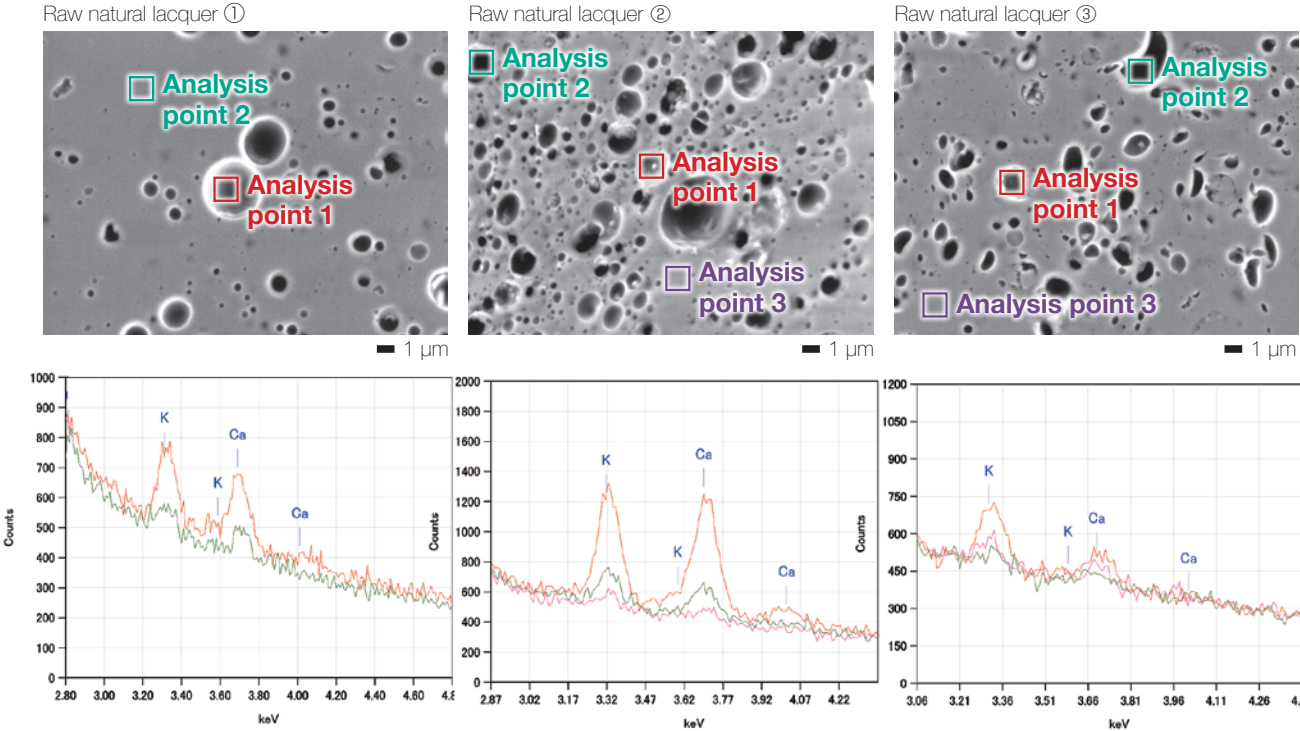 Raw natural lacquer ①
Analysis
point 2
Analysis
point 1
1 μm
Raw natural lacquer ②
Analysis
point 2
Analysis
point 1
Analysis
point 3
1 μm
Raw natural lacquer ③
Analysis
point 2
Analysis
point 1
Analysis point 3
1 μm
1000
900
800
700
600
500
400
300
200
100
0
Counts
K
K
Ca
Ca
2.80 3.00 3.20 3.40 3.60 3.80 4.00 4.20 4.40 4.60
keV
2000
1800
1600
1400
1200
1000
800
600
400
200
0
Counts
K
K
Ca
Ca
2.87 3.02 3.17 3.32 3.47 3.62 3.77 3.92 4.07 4.22
keV
1200
1050
900
750
600
450
300
150
0
Counts
K
K
Ca
Ca
3.06 3.21 3.36 3.51 3.66 3.81 3.96 4.11 4.26
keV